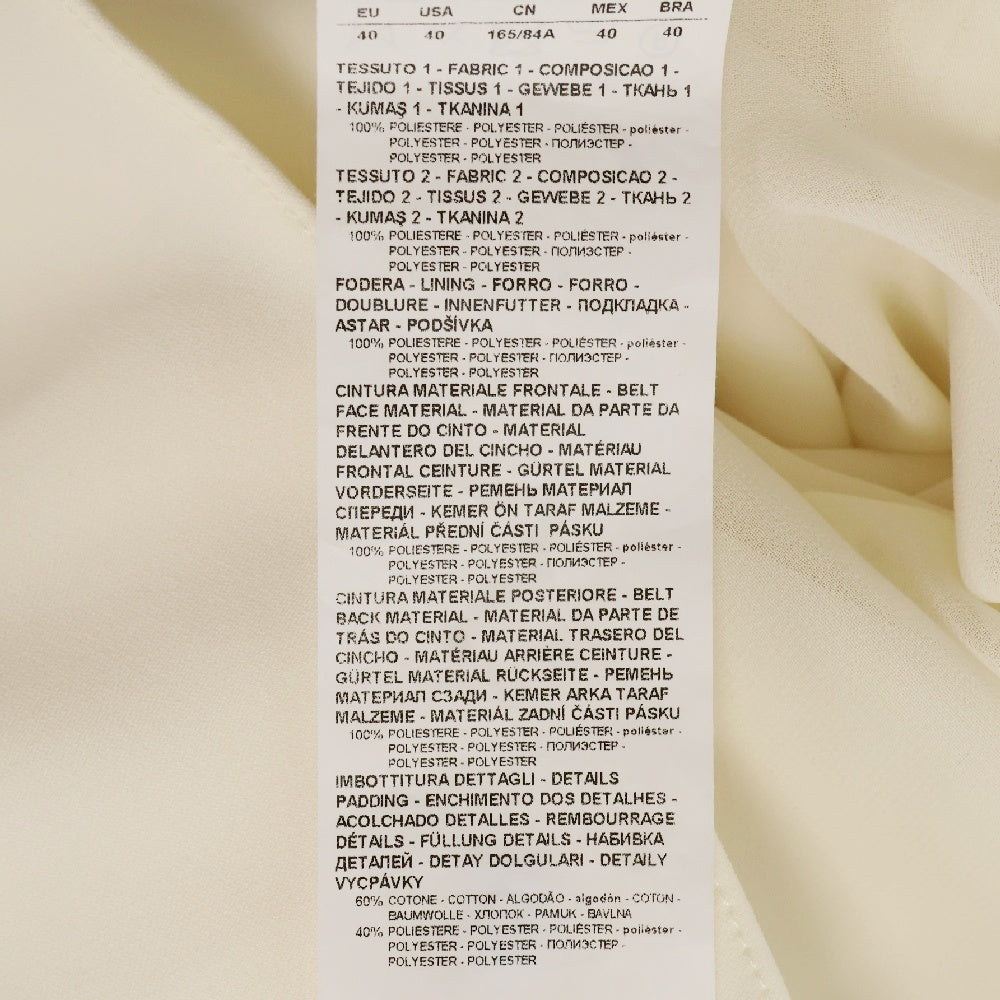 EU USA CN MEX BRA
40 40 165/84A 40 40
TESSUTO 1 - FABRIC 1 - COMPOSICAO 1 -
TEJIDO 1 - TISSUS 1 - GEWEBE 1 - ТКАНЬ 1
- KUMAŞ 1 - TKANINA 1
100% POLIESTERE - POLYESTER - POLIÉSTER - poliéster -
POLYESTER - POLYESTER - ПОЛИЭСТЕР -
POLYESTER - POLYESTER
TESSUTO 2 - FABRIC 2 - COMPOSICAO 2 -
TEJIDO 2 - TISSUS 2 - GEWEBE 2 - ТКАНЬ 2
- KUMAŞ 2 - TKANINA 2
100% POLIESTERE - POLYESTER - POLIÉSTER - poliéster -
POLYESTER - POLYESTER - ПОЛИЭСТЕР -
POLYESTER - POLYESTER
FODERA - LINING - FORRO - FORRO -
DOUBLURE - INNENFUTTER - ПОДКЛАДКА -
ASTAR - PODŠÍVKA
100% POLIESTERE - POLYESTER - POLIÉSTER - poliéster -
POLYESTER - POLYESTER - ПОЛИЭСТЕР -
POLYESTER - POLYESTER
CINTURA MATERIALE FRONTALE - BELT
FACE MATERIAL - MATERIAL DA PARTE DA
FRENTE DO CINTO - MATERIAL
DELANTERO DEL CINCHO - MATÉRIAU
FRONTAL CEINTURE - GÜRTEL MATERIAL
VORDERSEITE - РЕМЕНЬ МАТЕРИАЛ
СПЕРЕДИ - KEMER ÖN TARAF MALZEME -
MATERIÁL PŘEDNÍ ČÁSTI PÁSKU
100% POLIESTERE - POLYESTER - POLIÉSTER - poliéster -
POLYESTER - POLYESTER - ПОЛИЭСТЕР -
POLYESTER - POLYESTER
CINTURA MATERIALE POSTERIORE - BELT
BACK MATERIAL - MATERIAL DA PARTE DE
TRÁS DO CINTO - MATERIAL TRASERO DEL
CINCHO - MATÉRIAU ARRIÈRE CEINTURE -
GÜRTEL MATERIAL RÜCKSEITE - РЕМЕНЬ
МАТЕРИАЛ СЗАДИ - KEMER ARKA TARAF
MALZEME - MATERIÁL ZADNÍ ČÁSTI PÁSKU
100% POLIESTERE - POLYESTER - POLIÉSTER - poliéster -
POLYESTER - POLYESTER - ПОЛИЭСТЕР -
POLYESTER - POLYESTER
IMBOTTITURA DETTAGLI - DETAILS
PADDING - ENCHIMENTO DOS DETALHES -
ACOLCHADO DETALLES - REMBOURRAGE
DÉTAILS - FÜLLUNG DETAILS - НАБИВКА
ДЕТАЛЕЙ - DETAY DOLGULARI - DETAILY
VYCPÁVKY
60% COTONE - COTTON - ALGODÃO - algodón - COTON -
BAUMWOLLE - ХЛОПОК - PAMUK - BAVLNA
40% POLIESTERE - POLYESTER - POLIÉSTER - poliéster -
POLYESTER - POLYESTER - ПОЛИЭСТЕР -
POLYESTER - POLYESTER